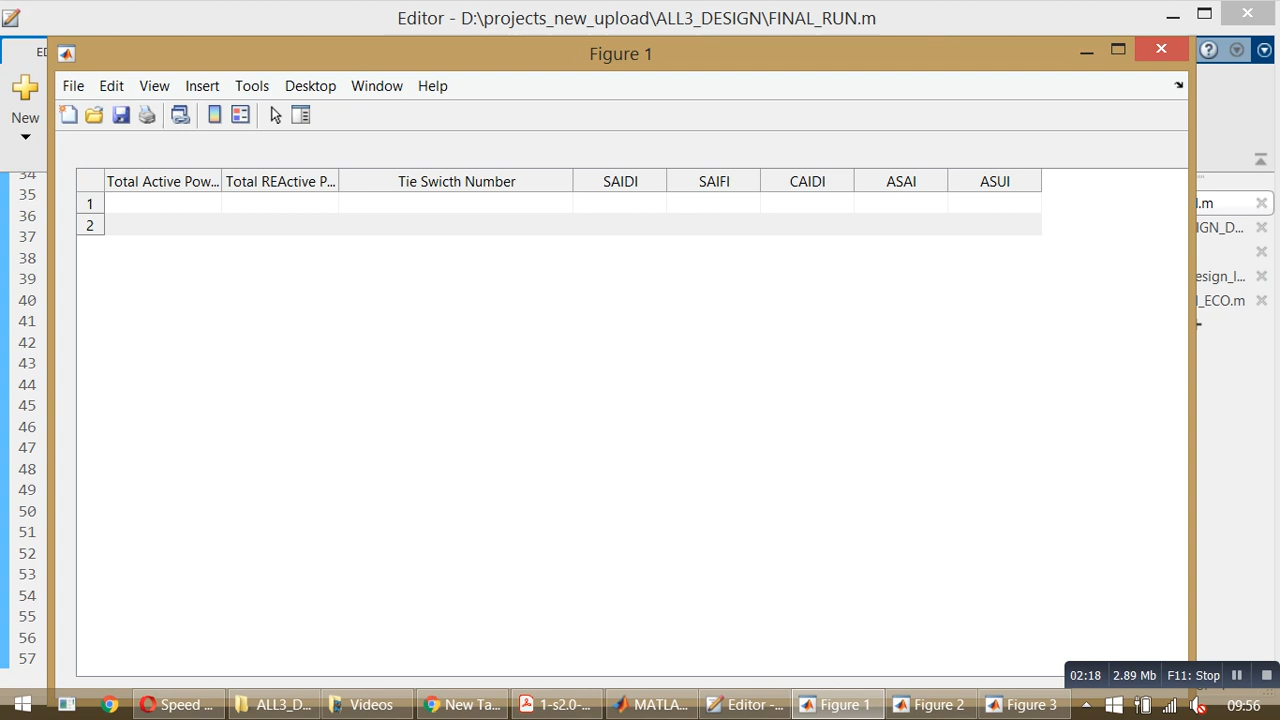 Editor - D:\projects_new_upload\ALL3_DESIGN\FINAL_RUN.m
Figure 1
File Edit View Insert Tools Desktop Window Help
New
Total Active Pow... Total REActive P... Tie Swicth Number SAIDI SAIFI CAIDI ASAI ASUI
1
2
34
35
36
37
38
39
40
41
42
43
44
45
46
47
48
49
50
51
52
53
54
55
56
57
l.m
IGN_D...
esign_l...
l_ECO.m
02:18 2.89 Mb F11: Stop
Speed ... ALL3_D... Videos New Ta... 1-s2.0-... MATLA... Editor -... Figure 1 Figure 2 Figure 3 09:56